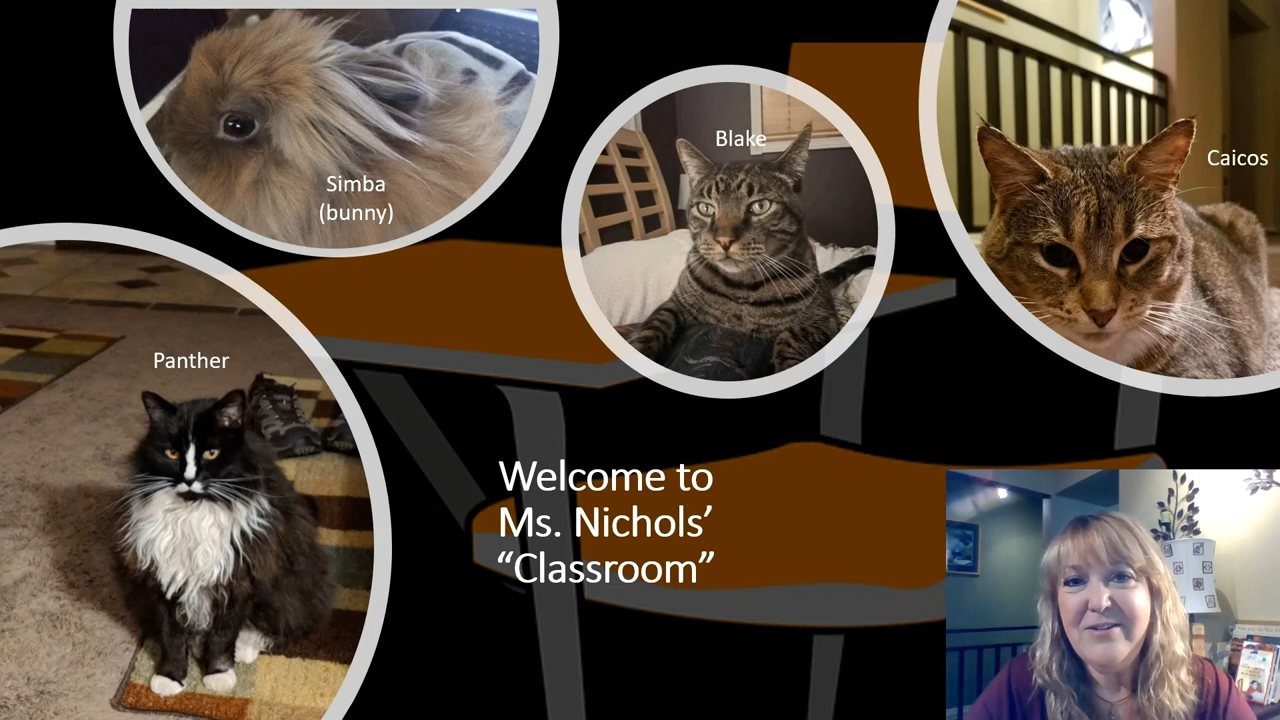 Simba
(bunny)
Blake
Caicos
Panther
Welcome to
Ms. Nichols’
“Classroom”